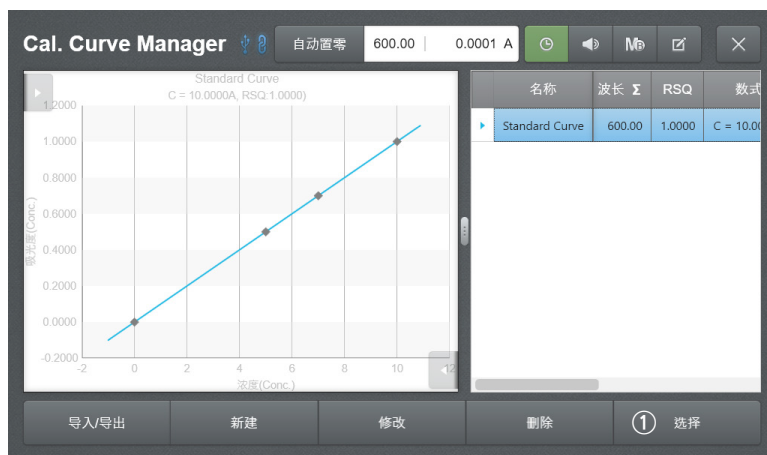 Cal. Curve Manager 自动置零 600.00 0.0001 A
Standard Curve
C = 10.0000A, RSQ:1.0000)
1.2000
1.0000
0.8000
0.6000
0.4000
0.2000
0.0000
-0.2000
吸光度(Conc.)
-2 0 2 4 6 8 10 12
浓度(Conc.)
名称 波长 Σ RSQ 数式
Standard Curve 600.00 1.0000 C = 10.00
导入/导出 新建 修改 删除 ① 选择